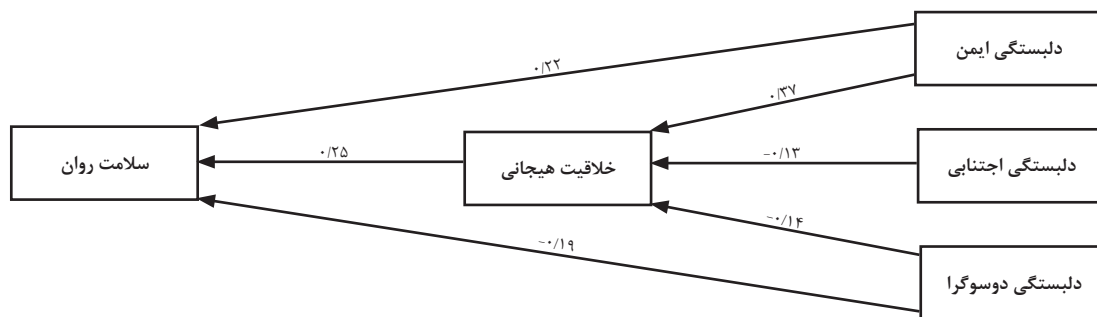 دلبستگی ایمن
۰/۲۲
۰/۳۷
سلامت روان
۰/۲۵
خلاقیت هیجانی
-۰/۱۳
دلبستگی اجتنابی
-۰/۱۴
-۰/۱۹
دلبستگی دوسوگرا